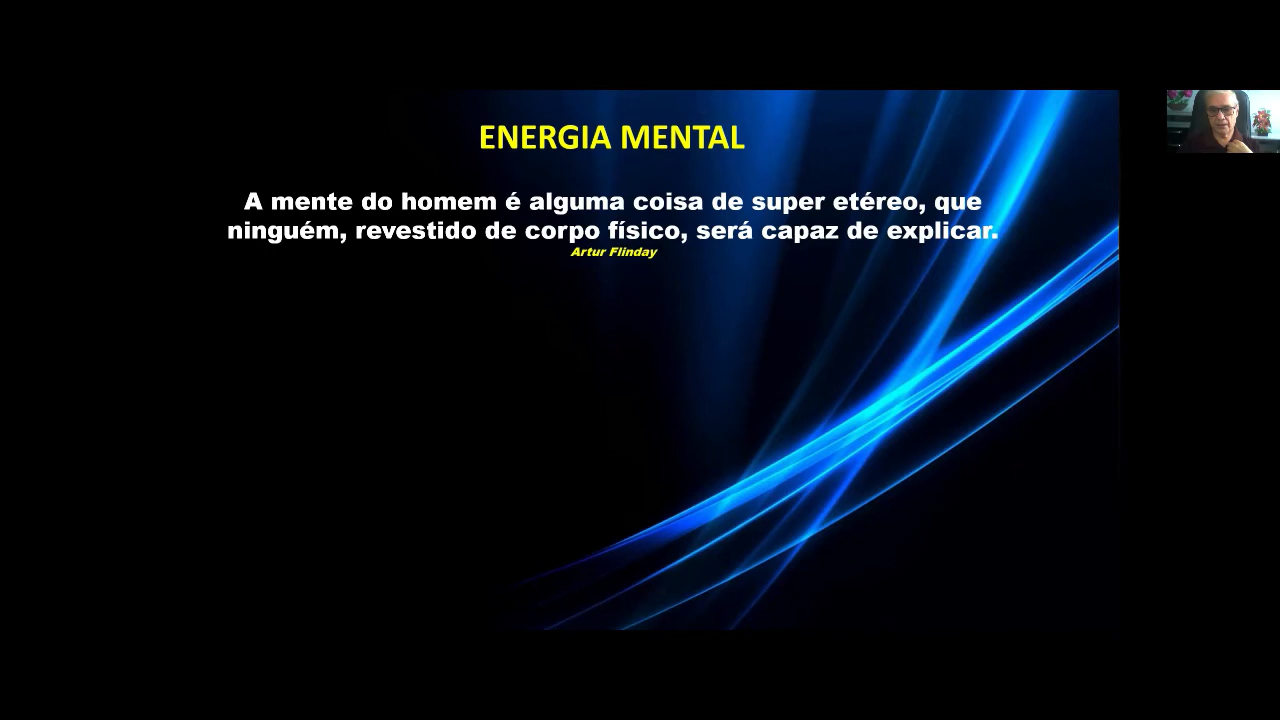 ENERGIA MENTAL
A mente do homem é alguma coisa de super etéreo, que
ninguém, revestido de corpo físico, será capaz de explicar.
Artur Flinday